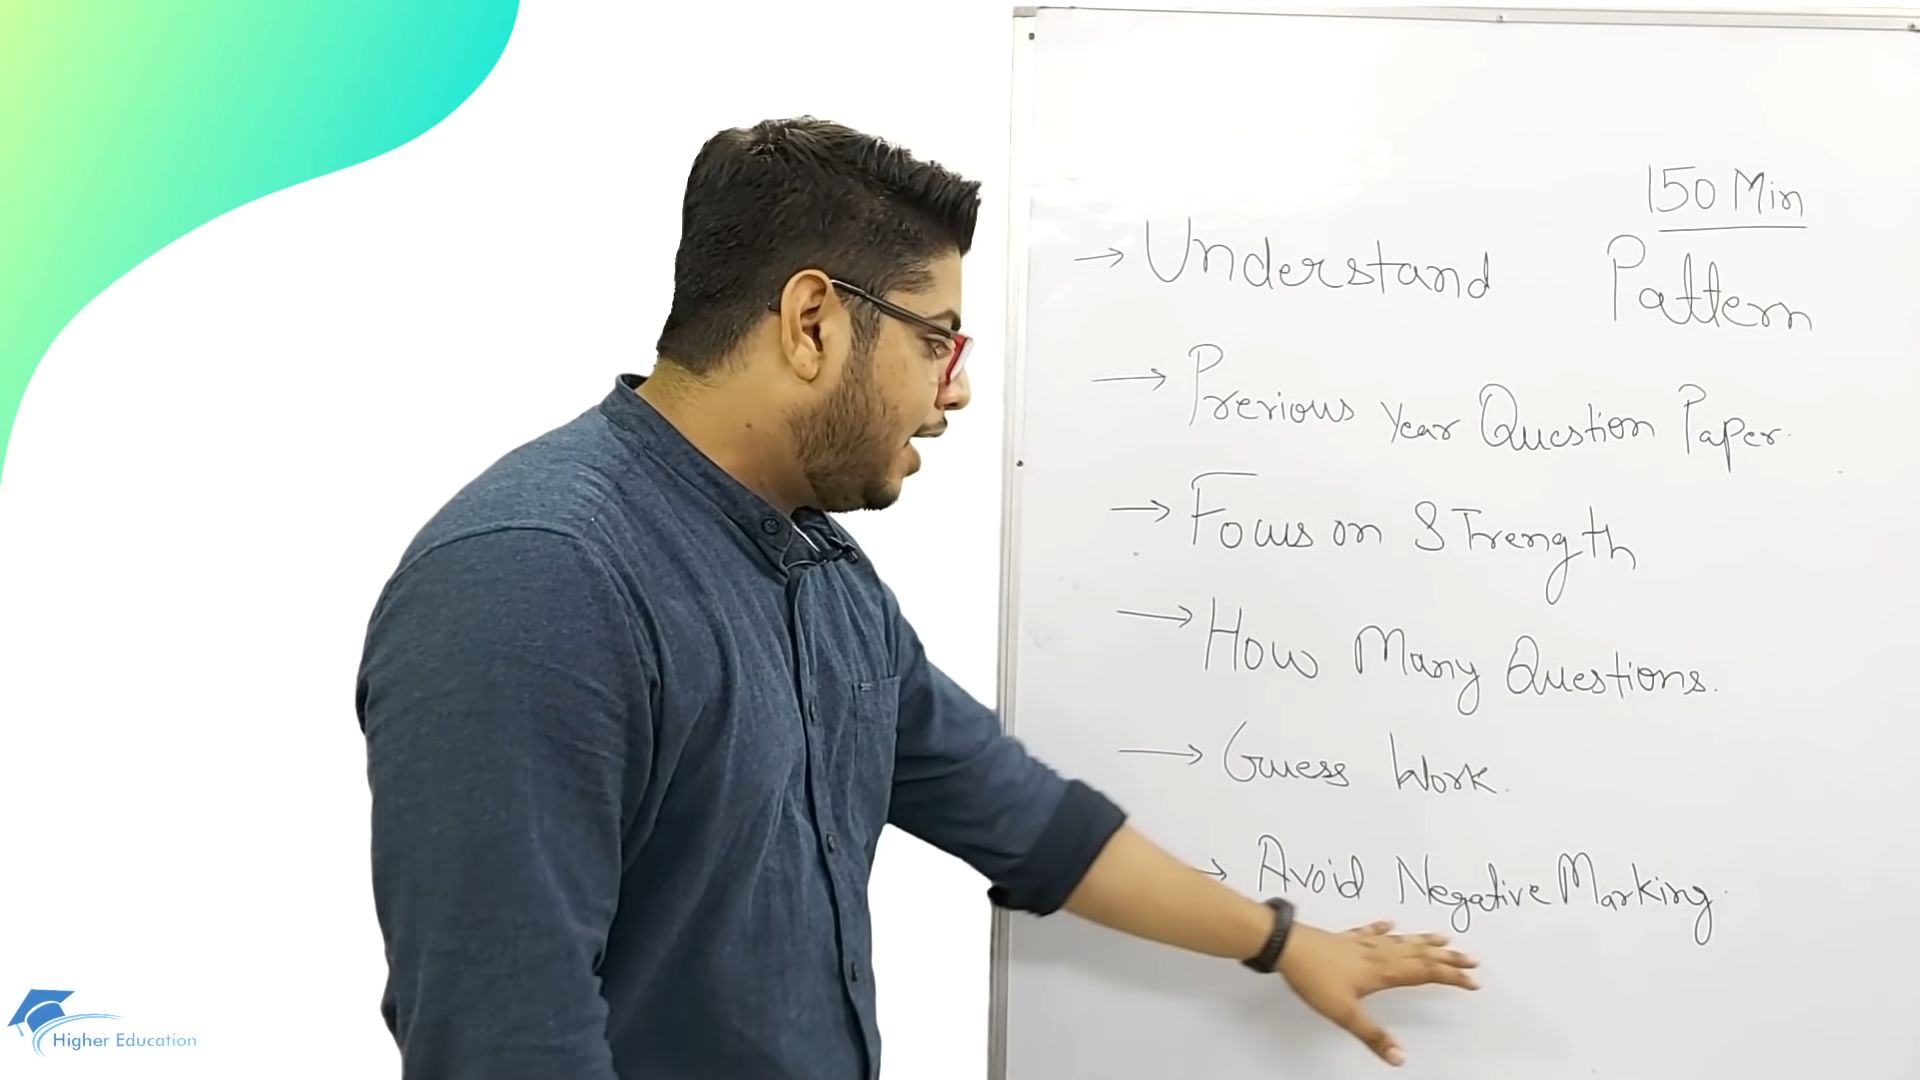 150 Min
→ Understand Pattern
→ Previous Year Question Paper.
→ Focus on STrength
→ How Many Questions.
→ Guess Work.
→ Avoid Negative Marking.
Higher Education